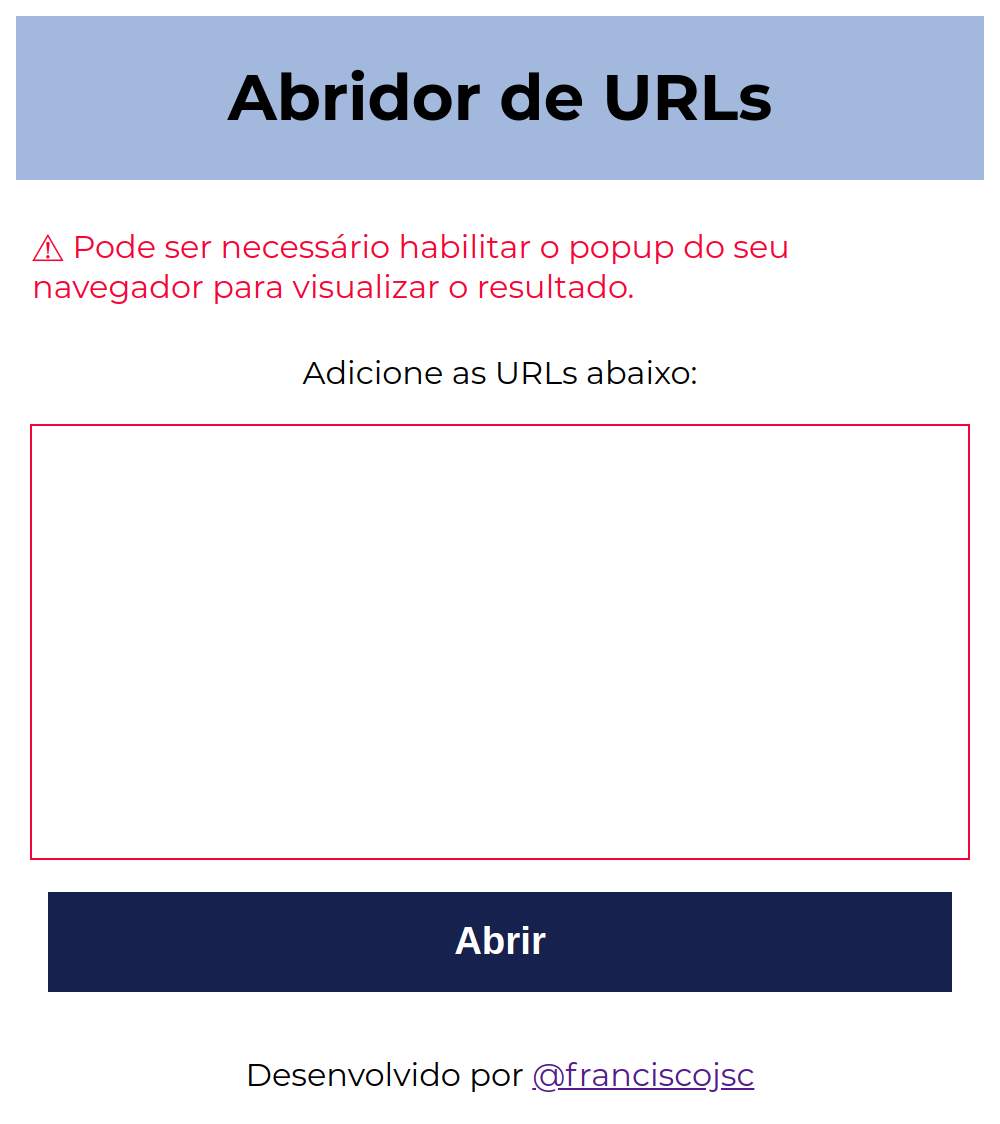 Abridor de URLs
⚠ Pode ser necessário habilitar o popup do seu
navegador para visualizar o resultado.
Adicione as URLs abaixo:
Abrir
Desenvolvido por @franciscojsc